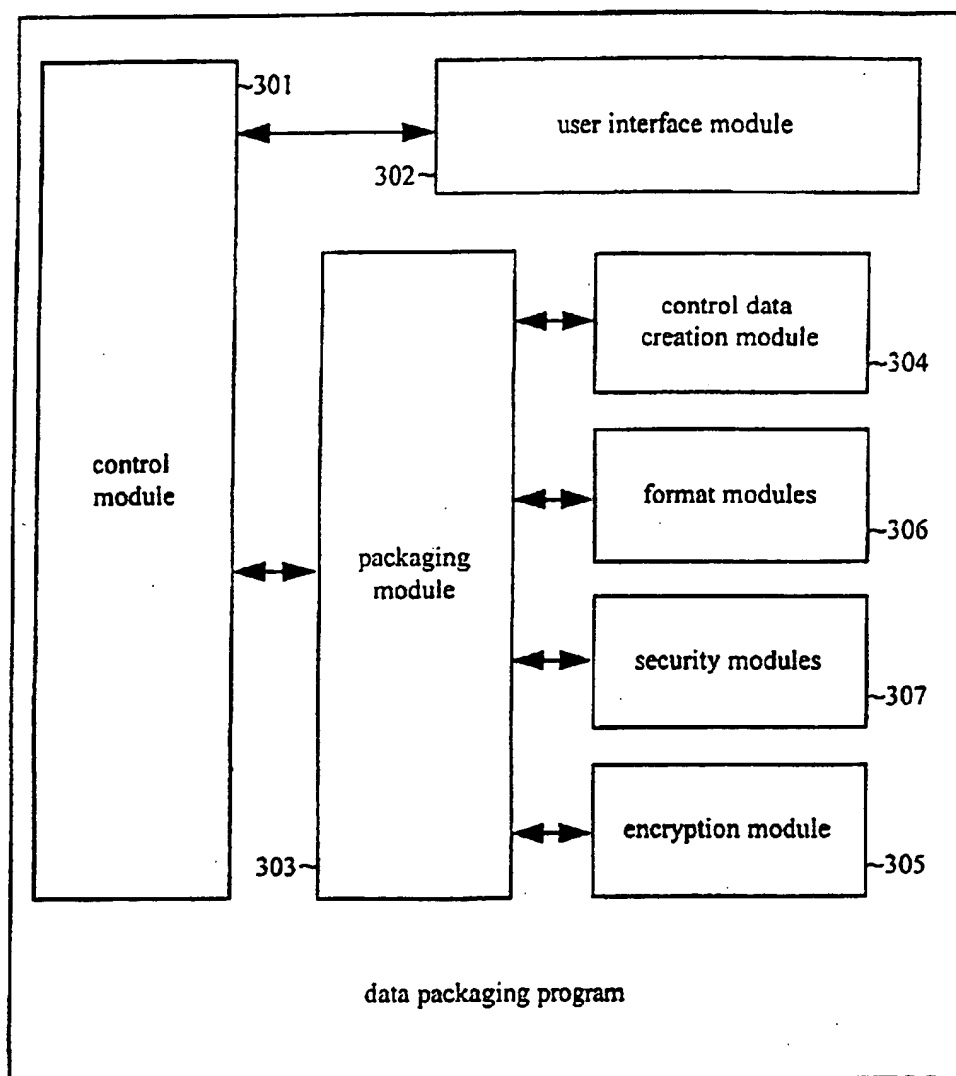 301
user interface module
302
control data
creation module
304
control
module
format modules
306
packaging
module
security modules
307
encryption module
303
305
data packaging program